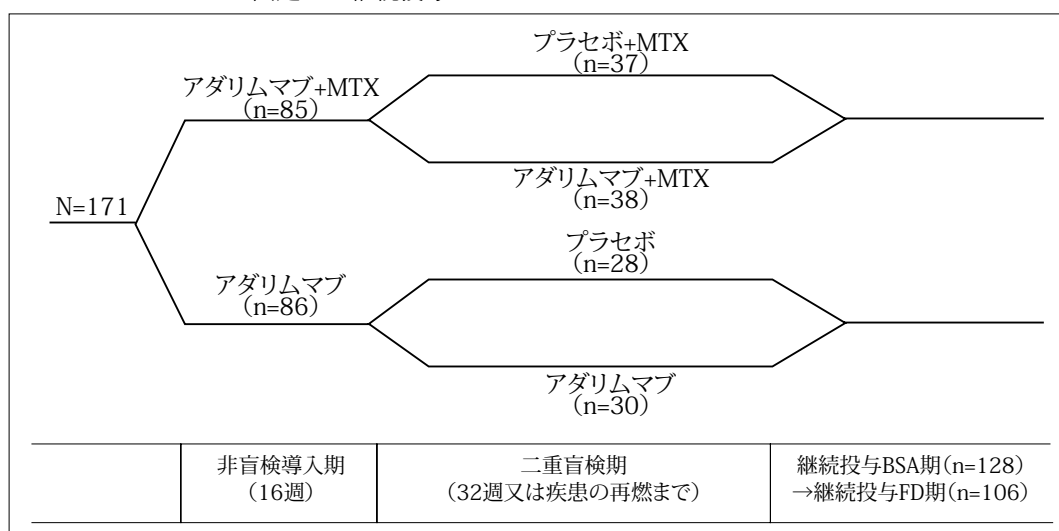 プラセボ+MTX
(n=37)
アダリムマブ+MTX
(n=85)
アダリムマブ+MTX
(n=38)
N=171
プラセボ
(n=28)
アダリムマブ
(n=86)
アダリムマブ
(n=30)
非盲検導入期
(16週)
二重盲検期
(32週又は疾患の再燃まで)
継続投与BSA期(n=128)
→継続投与FD期(n=106)